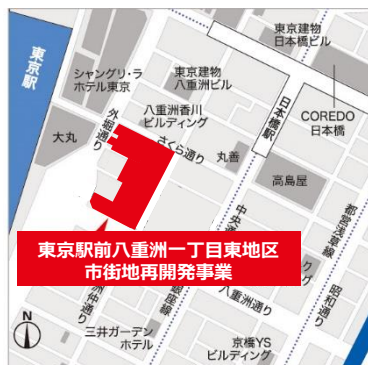 東京建物
日本橋ビル
東京駅
シャングリ・ラ
ホテル東京
東京建物
八重洲ビル
日本橋駅
COREDO
日本橋
外堀通り
八重洲香川
ビルディング
大丸
さくら通り
丸善
高島屋
中央
都営浅草線
昭和通り
東京駅前八重洲一丁目東地区
市街地再開発事業
洲仲通り
銀座線
八重洲通り
N
三井ガーデン
ホテル
京橋YS
ビルディング